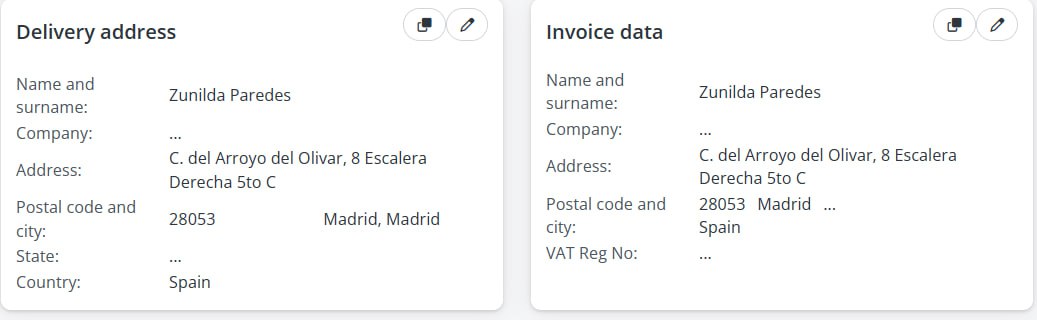 Delivery address
Name and
surname:
Zunilda Paredes
Company:
...
Address:
C. del Arroyo del Olivar, 8 Escalera
Derecha 5to C
Postal code and
city:
28053 Madrid, Madrid
State:
...
Country:
Spain
Invoice data
Name and
surname:
Zunilda Paredes
Company:
...
Address:
C. del Arroyo del Olivar, 8 Escalera
Derecha 5to C
Postal code and
city:
28053 Madrid ...
Spain
VAT Reg No:
...